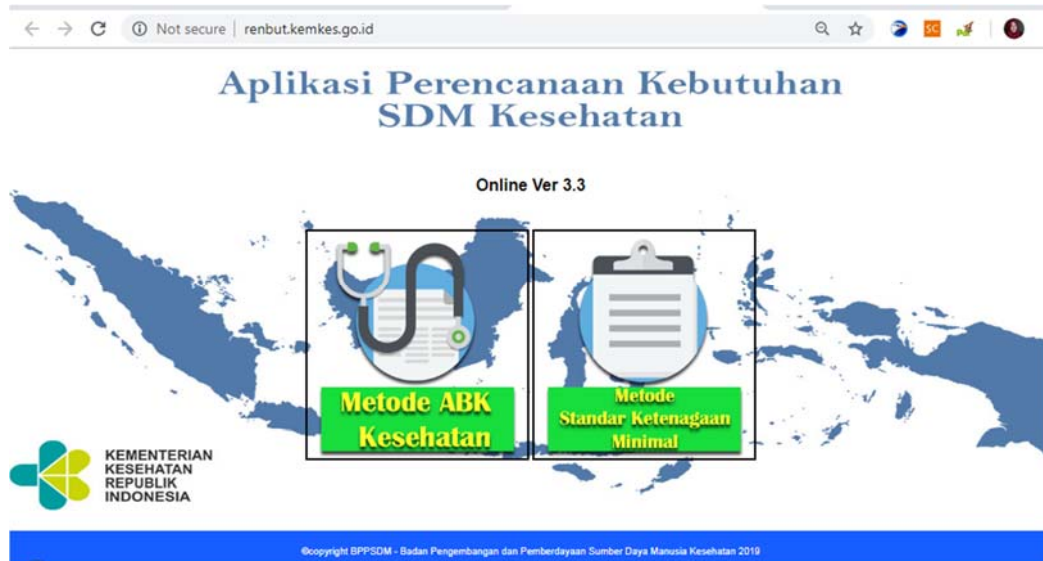 Not secure | renbut.kemkes.go.id
SC
Aplikasi Perencanaan Kebutuhan
SDM Kesehatan
Online Ver 3.3
Metode ABK
Kesehatan
Metode
Standar Ketenagaan
Minimal
KEMENTERIAN
KESEHATAN
REPUBLIK
INDONESIA
©copyright BPPSDM - Badan Pengembangan dan Pemberdayaan Sumber Daya Manusia Kesehatan 2019